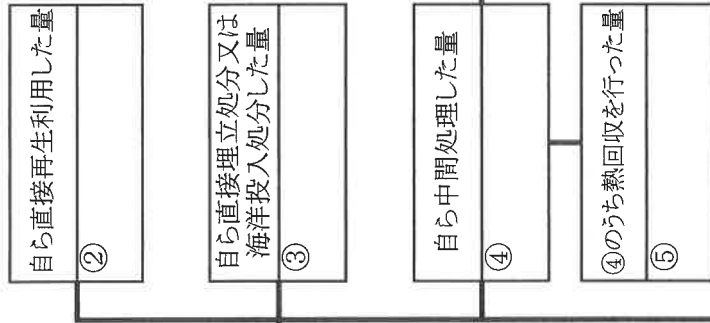 自ら直接再生利用した量
②
自ら直接埋立処分又は
海洋投入処分した量
③
自ら中間処理した量
④
④のうち熱回収を行った量
⑤